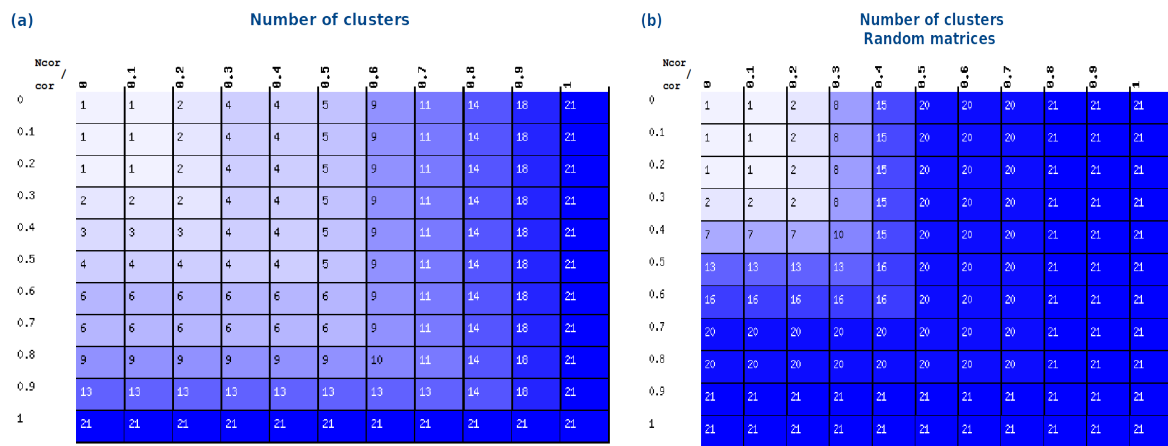 (a) Number of clusters
Ncor / cor 0 0.1 0.2 0.3 0.4 0.5 0.6 0.7 0.8 0.9 1
0 1 1 2 4 4 5 9 11 14 18 21
0.1 1 1 2 4 4 5 9 11 14 18 21
0.2 1 1 2 4 4 5 9 11 14 18 21
0.3 2 2 2 4 4 5 9 11 14 18 21
0.4 3 3 3 4 4 5 9 11 14 18 21
0.5 4 4 4 4 4 5 9 11 14 18 21
0.6 6 6 6 6 6 6 9 11 14 18 21
0.7 6 6 6 6 6 6 9 11 14 18 21
0.8 9 9 9 9 9 9 10 11 14 18 21
0.9 13 13 13 13 13 13 13 13 14 18 21
1 21 21 21 21 21 21 21 21 21 21 21
(b) Number of clusters
Random matrices
Ncor / cor 0 0.1 0.2 0.3 0.4 0.5 0.6 0.7 0.8 0.9 1
0 1 1 2 8 15 20 20 20 21 21 21
0.1 1 1 2 8 15 20 20 20 21 21 21
0.2 1 1 2 8 15 20 20 20 21 21 21
0.3 2 2 2 8 15 20 20 20 21 21 21
0.4 7 7 7 10 15 20 20 20 21 21 21
0.5 13 13 13 13 16 20 20 20 21 21 21
0.6 16 16 16 16 16 20 20 20 21 21 21
0.7 20 20 20 20 20 20 20 20 21 21 21
0.8 20 20 20 20 20 20 20 20 21 21 21
0.9 21 21 21 21 21 21 21 21 21 21 21
1 21 21 21 21 21 21 21 21 21 21 21